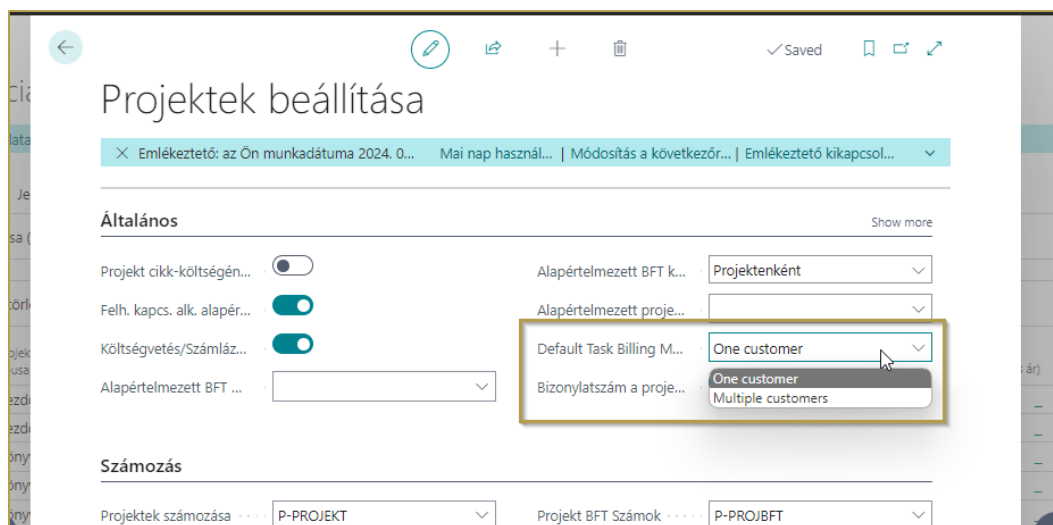 Saved
Projektek beállítása
Emlékeztető: az Ön munkadátuma 2024. 0... Mai nap használ... | Módosítás a következőr... | Emlékeztető kikapcsol...
Általános
Show more
Projekt cikk-költségén...
Alapértelmezett BFT k... Projektenként
Felh. kapcs. alk. alapér...
Alapértelmezett proje...
Költségvetés/Számláz...
Default Task Billing M... One customer
Alapértelmezett BFT ...
Bizonylatszám a proje...
One customer
Multiple customers
Számozás
Projektek számozása P-PROJEKT
Projekt BFT Számok P-PROJBFT